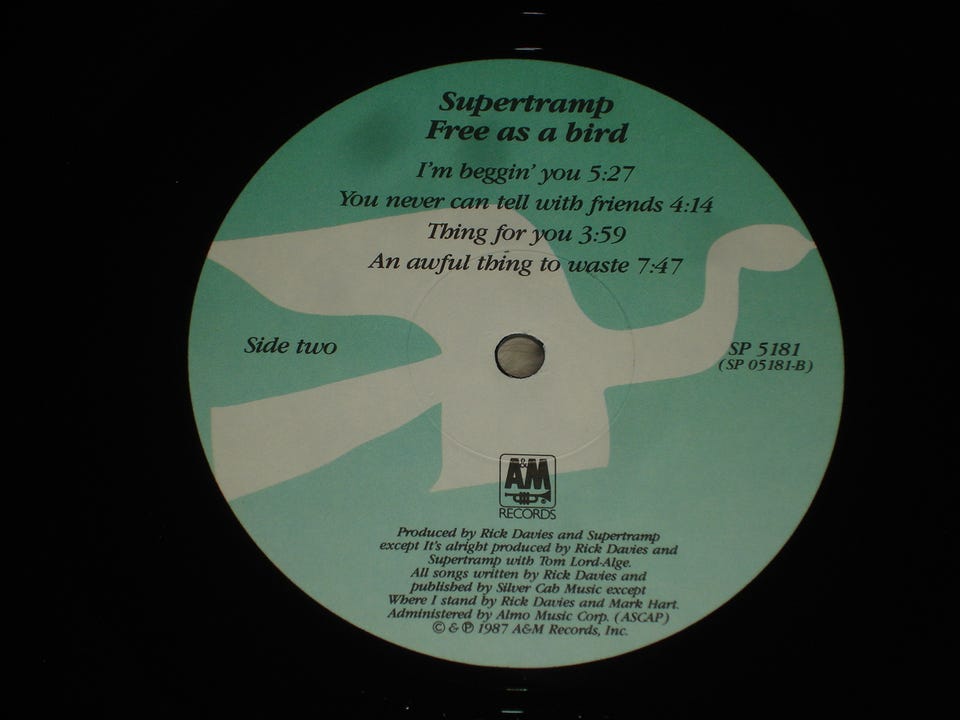 Supertramp
Free as a bird
I'm beggin' you 5:27
You never can tell with friends 4:14
Thing for you 3:59
An awful thing to waste 7:47
Side two
SP 5181
(SP 05181-B)
A&M
RECORDS
Produced by Rick Davies and Supertramp
except It's alright produced by Rick Davies and
Supertramp with Tom Lord-Alge.
All songs written by Rick Davies and
published by Silver Cab Music except
Where I stand by Rick Davies and Mark Hart.
Administered by Almo Music Corp. (ASCAP)
© & ℗ 1987 A&M Records, Inc.